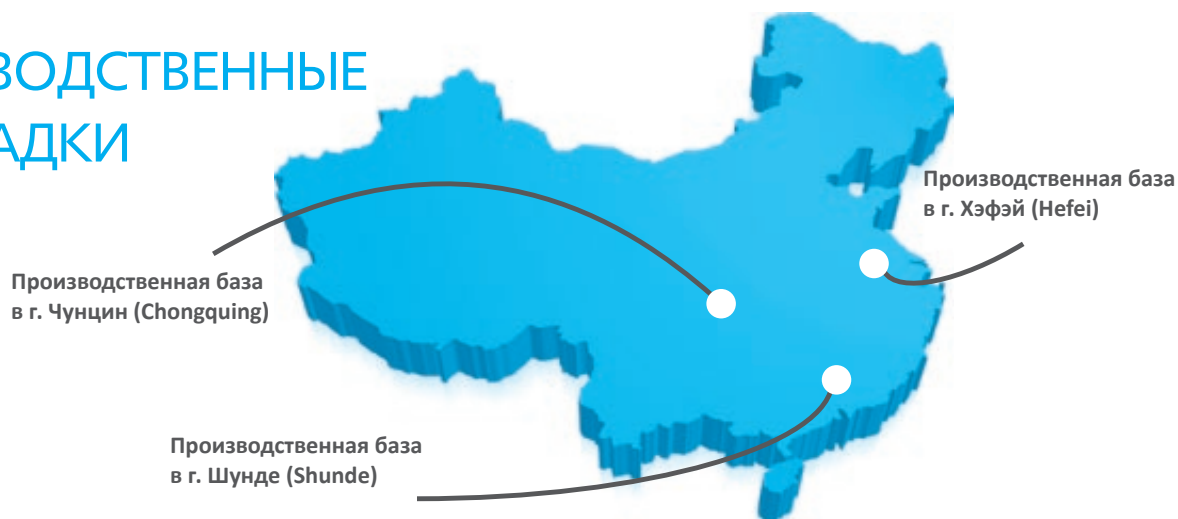 ВОДСТВЕННЫЕ
АДКИ
Производственная база
в г. Хэфэй (Hefei)
Производственная база
в г. Чунцин (Chongquing)
Производственная база
в г. Шунде (Shunde)